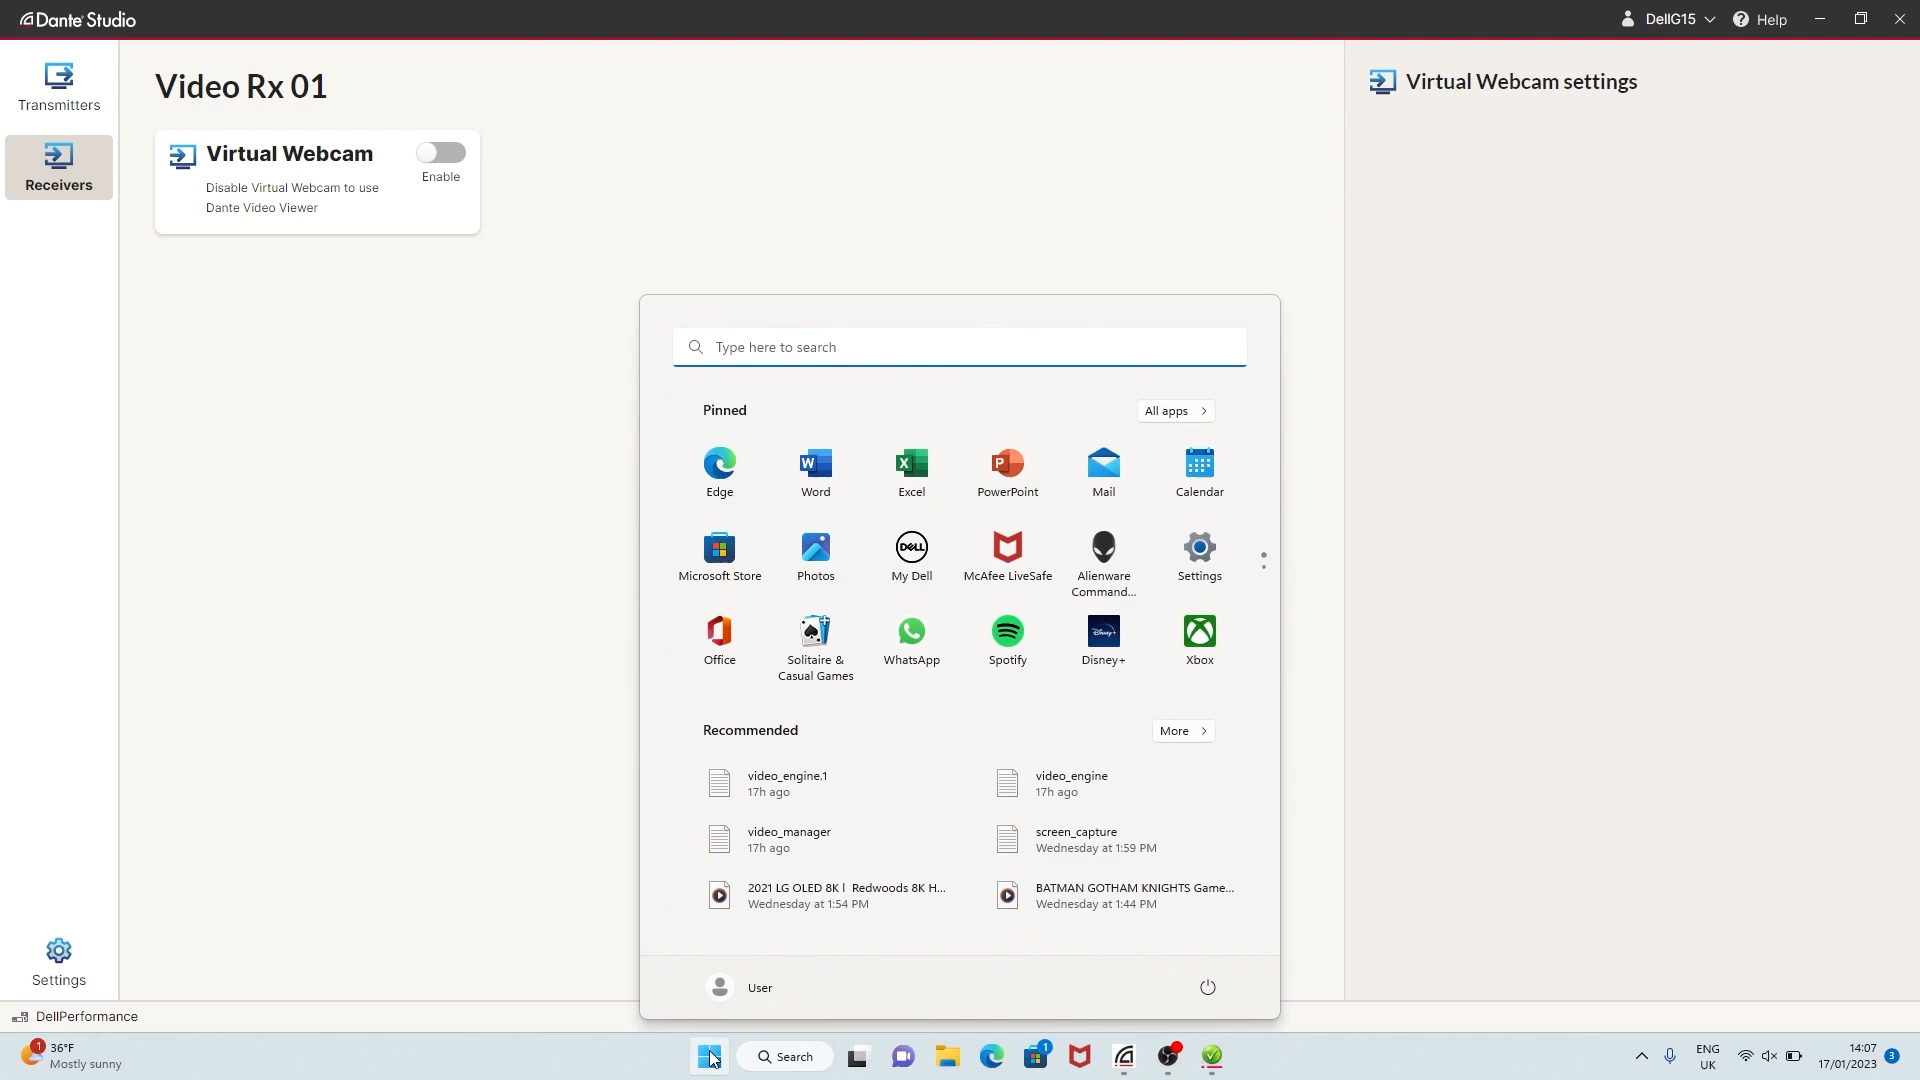 Dante Studio
DellG15
Help
Transmitters
Receivers
Settings
Video Rx 01
Virtual Webcam
Enable
Disable Virtual Webcam to use
Dante Video Viewer
Virtual Webcam settings
Type here to search
Pinned
All apps
Edge
Word
Excel
PowerPoint
Mail
Calendar
Microsoft Store
Photos
My Dell
McAfee LiveSafe
Alienware
Command...
Settings
Office
Solitaire &
Casual Games
WhatsApp
Spotify
Disney+
Xbox
Recommended
More
video_engine.1
17h ago
video_engine
17h ago
video_manager
17h ago
screen_capture
Wednesday at 1:59 PM
2021 LG OLED 8K l  Redwoods 8K H...
Wednesday at 1:54 PM
BATMAN GOTHAM KNIGHTS Game...
Wednesday at 1:44 PM
User
DellPerformance
1
36°F
Mostly sunny
Search
1
ENG
UK
14:07
17/01/2023
3